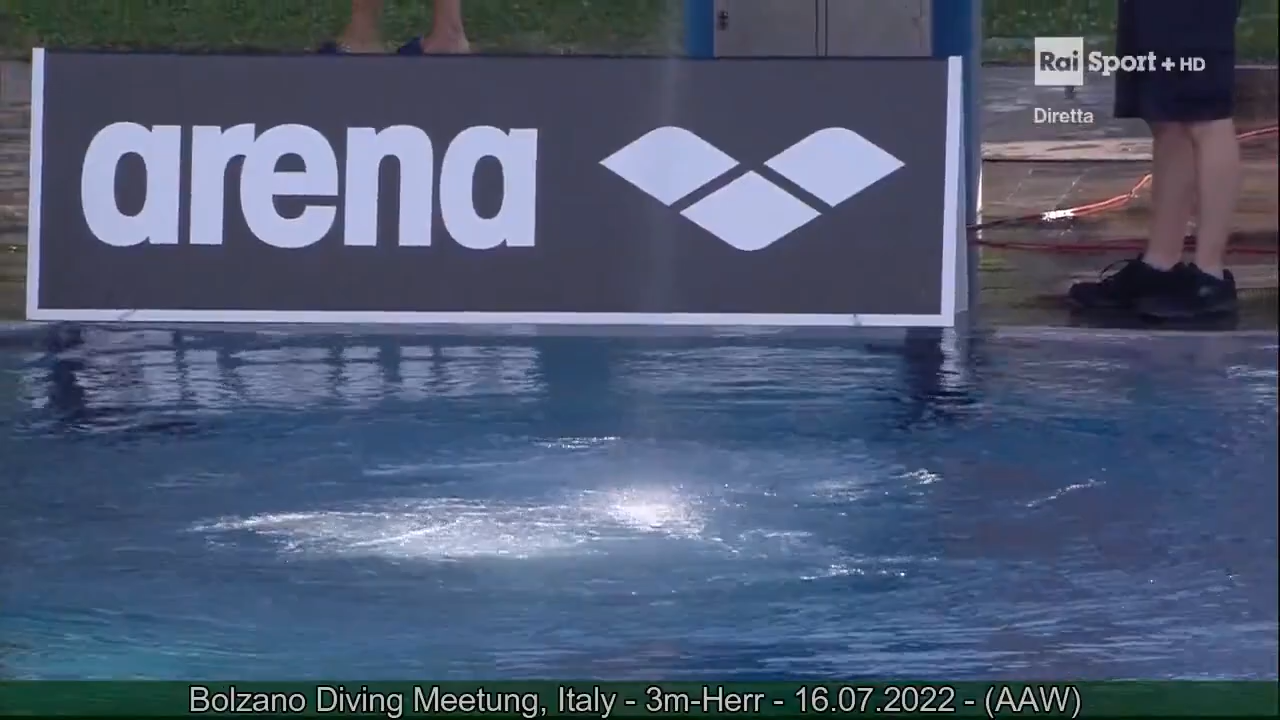 Rai Sport + HD
Diretta
arena
Bolzano Diving Meetung, Italy - 3m-Herr - 16.07.2022 - (AAW)